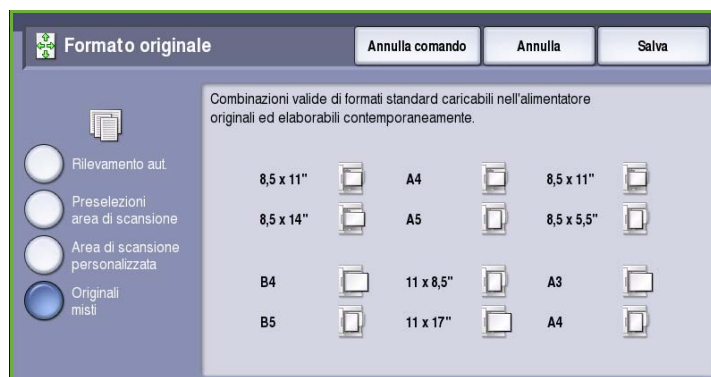 Formato originale
Annulla comando
Annulla
Salva
Combinazioni valide di formati standard caricabili nell'alimentatore
originali ed elaborabili contemporaneamente.
Rilevamento aut.
Preselezioni
area di scansione
Area di scansione
personalizzata
Originali
misti
8,5 x 11" A4 8,5 x 11"
8,5 x 14" A5 8,5 x 5,5"
B4 11 x 8,5" A3
B5 11 x 17" A4